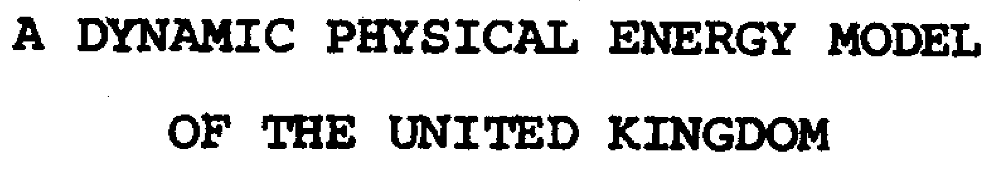 A DYNAMIC PHYSICAL ENERGY MODEL
OF THE UNITED KINGDOM